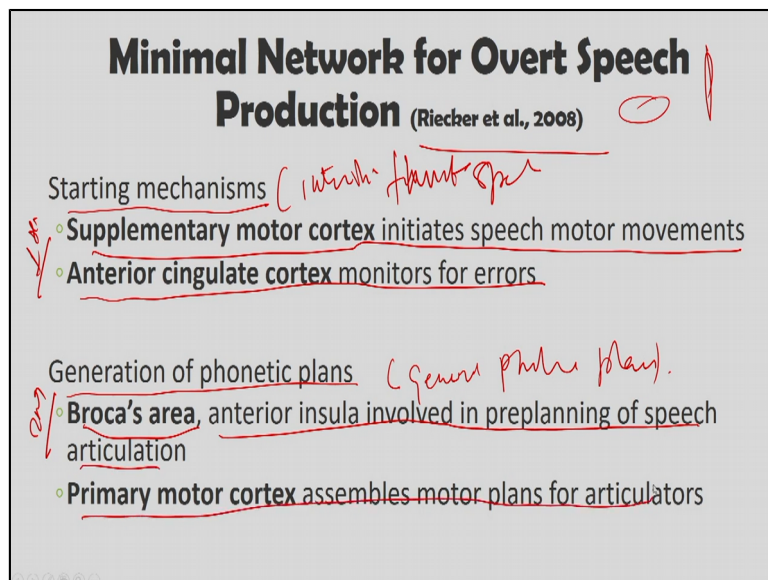 Minimal Network for Overt Speech
Production (Riecker et al., 2008)
Starting mechanisms
Supplementary motor cortex initiates speech motor movements
Anterior cingulate cortex monitors for errors
Generation of phonetic plans
Broca's area, anterior insula involved in preplanning of speech
articulation
Primary motor cortex assembles motor plans for articulators